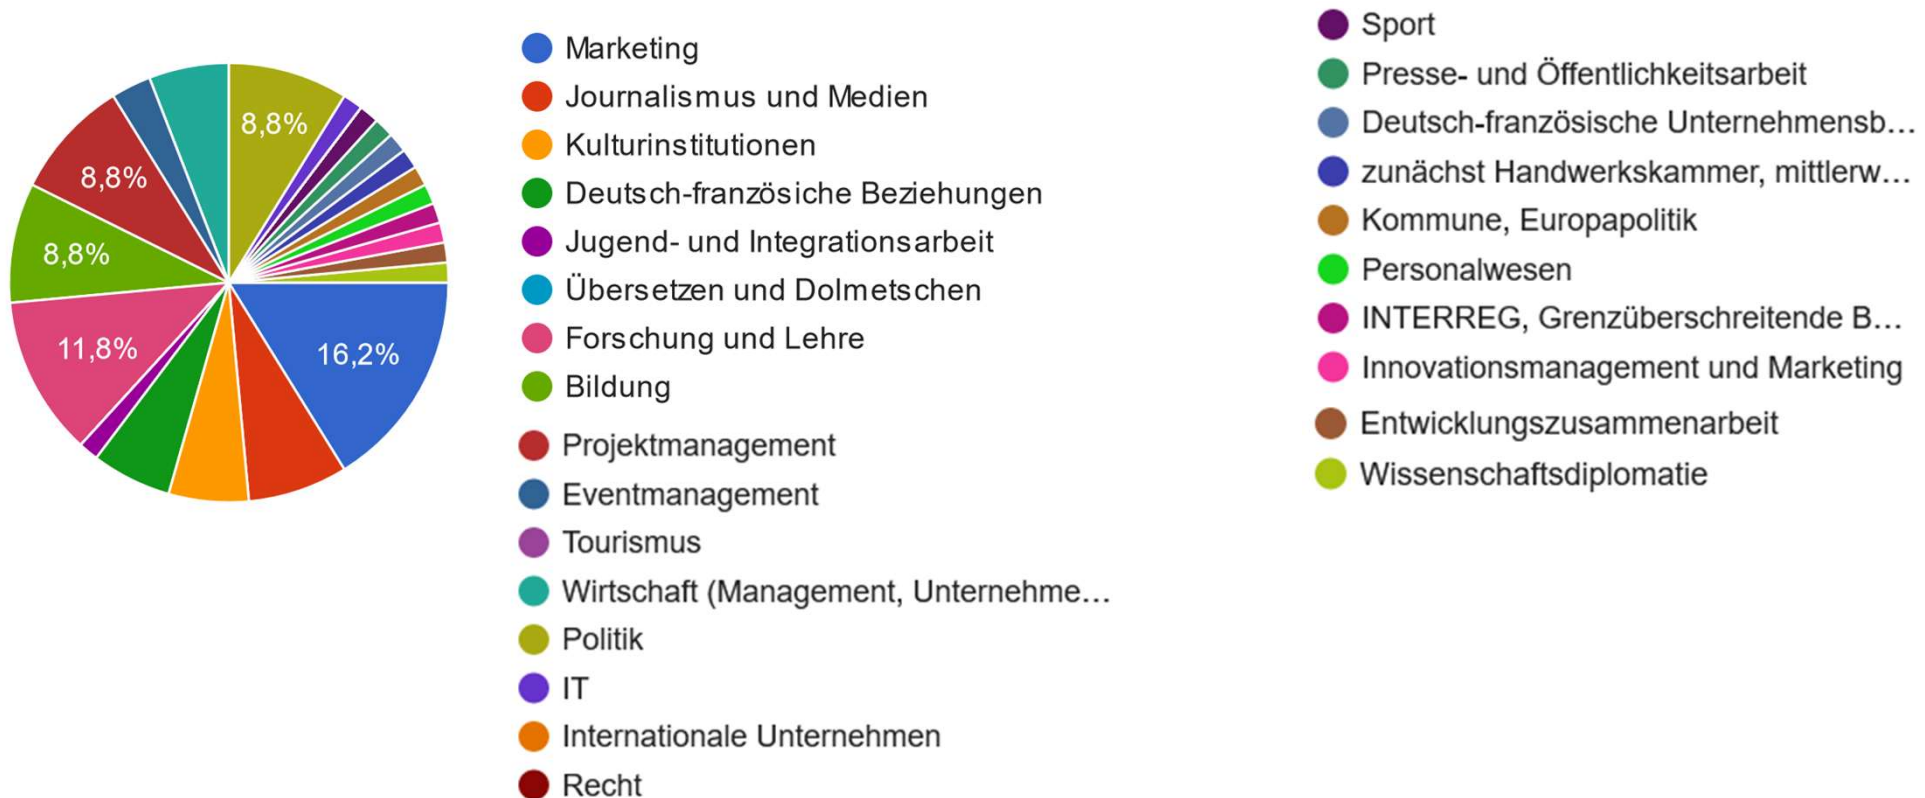 8,8%
8,8%
8,8%
11,8%
16,2%
Marketing
Journalismus und Medien
Kulturinstitutionen
Deutsch-französiche Beziehungen
Jugend- und Integrationsarbeit
Übersetzen und Dolmetschen
Forschung und Lehre
Bildung
Projektmanagement
Eventmanagement
Tourismus
Wirtschaft (Management, Unternehme...
Politik
IT
Internationale Unternehmen
Recht
Sport
Presse- und Öffentlichkeitsarbeit
Deutsch-französische Unternehmensb...
zunächst Handwerkskammer, mittlerw...
Kommune, Europapolitik
Personalwesen
INTERREG, Grenzüberschreitende B...
Innovationsmanagement und Marketing
Entwicklungszusammenarbeit
Wissenschaftsdiplomatie